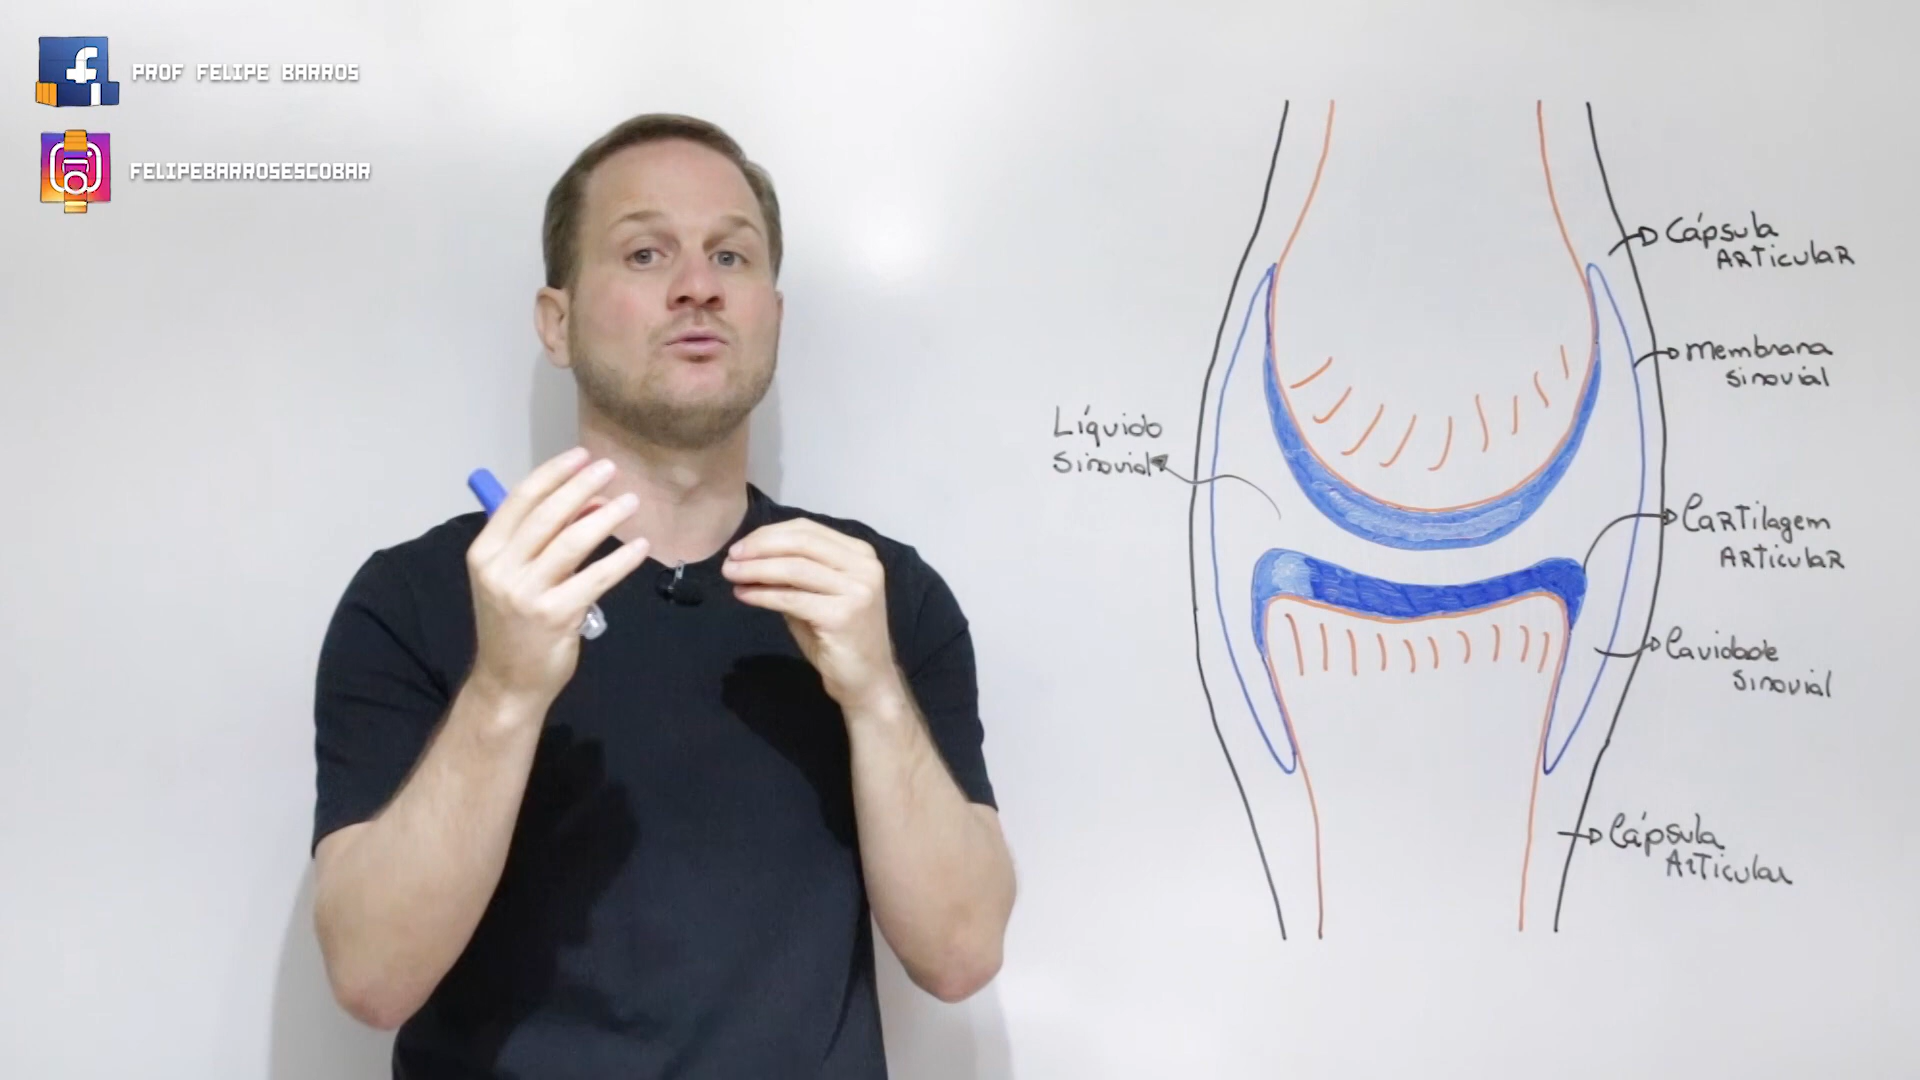 PROF FELIPE BARROS
FELIPEBARROSESCOBAR
Cápsula
Articular
Membrana
Sinovial
Líquido
Sinovial
Cartilagem
Articular
Cavidade
Sinovial
Cápsula
Articular